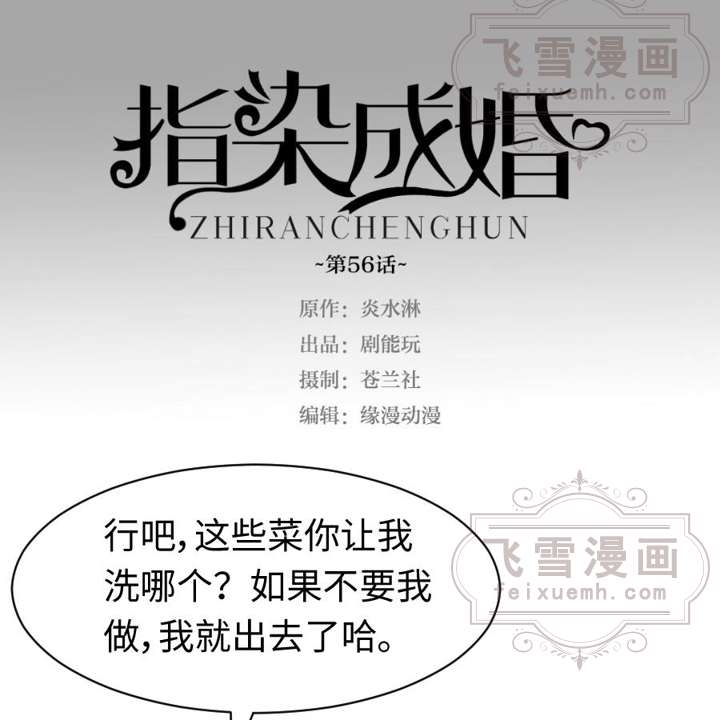 飞雪漫画
feixuemh.com
指染成婚
ZHIRANCHENGHUN
~第56话~
原作：炎水淋
出品：剧能玩
摄制：苍兰社
编辑：缘漫动漫
行吧，这些菜你让我
洗哪个？如果不要我
做，我就出去了哈。
飞雪漫画
feixuemh.com